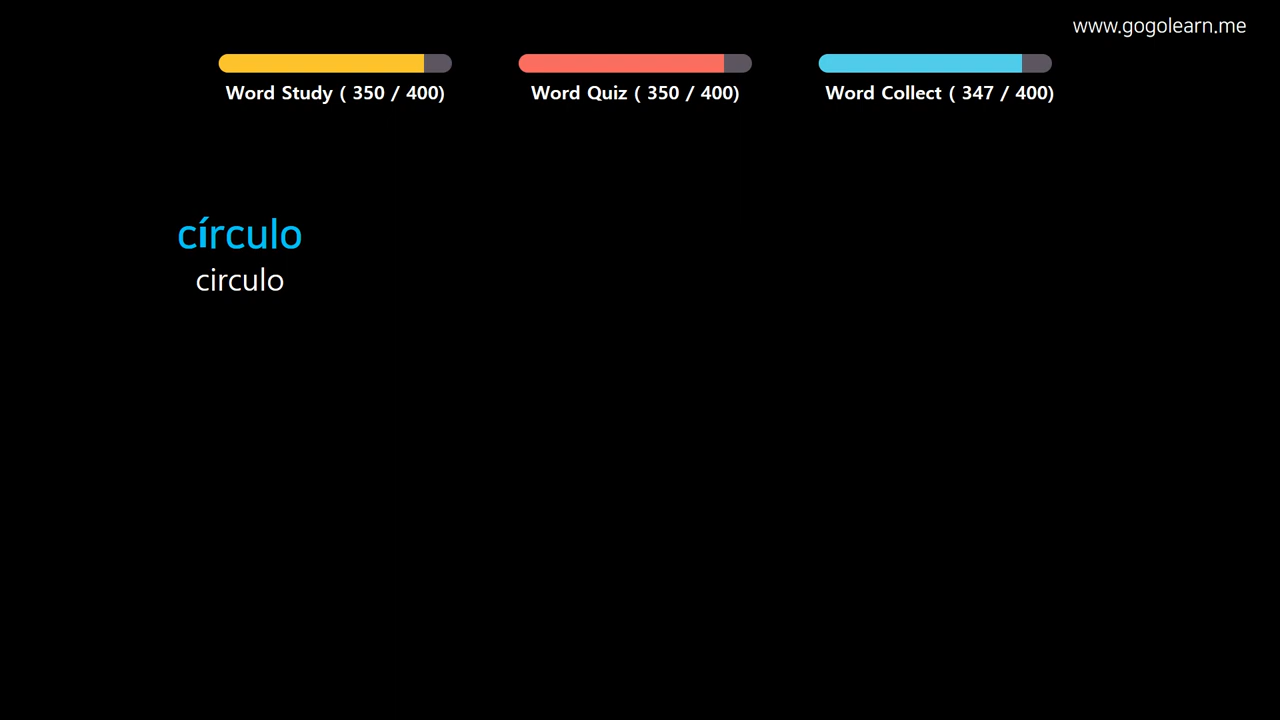 www.gogolearn.me
Word Study ( 350 / 400)
Word Quiz ( 350 / 400)
Word Collect ( 347 / 400)
círculo
circulo